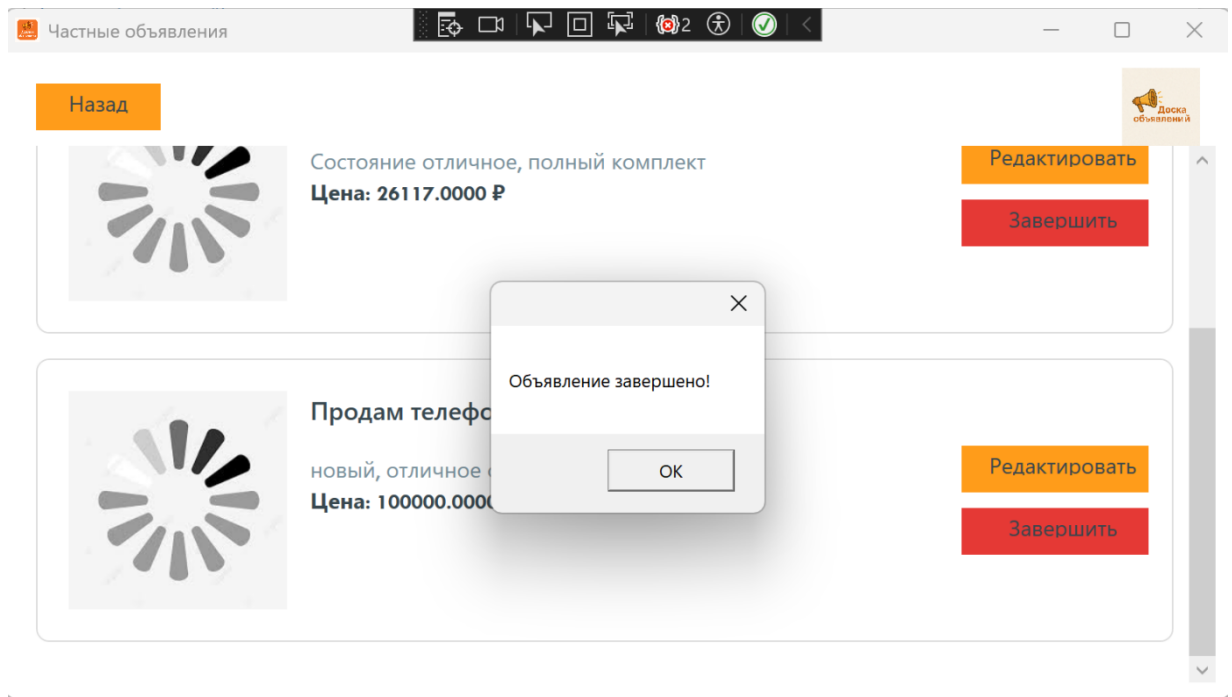 Частные объявления
2
Назад
Доска
объявлений
Состояние отличное, полный комплект
Цена: 26117.0000 ₽
Редактировать
Завершить
Объявление завершено!
OK
Продам телефо
новый, отличное
Цена: 100000.0000
Редактировать
Завершить